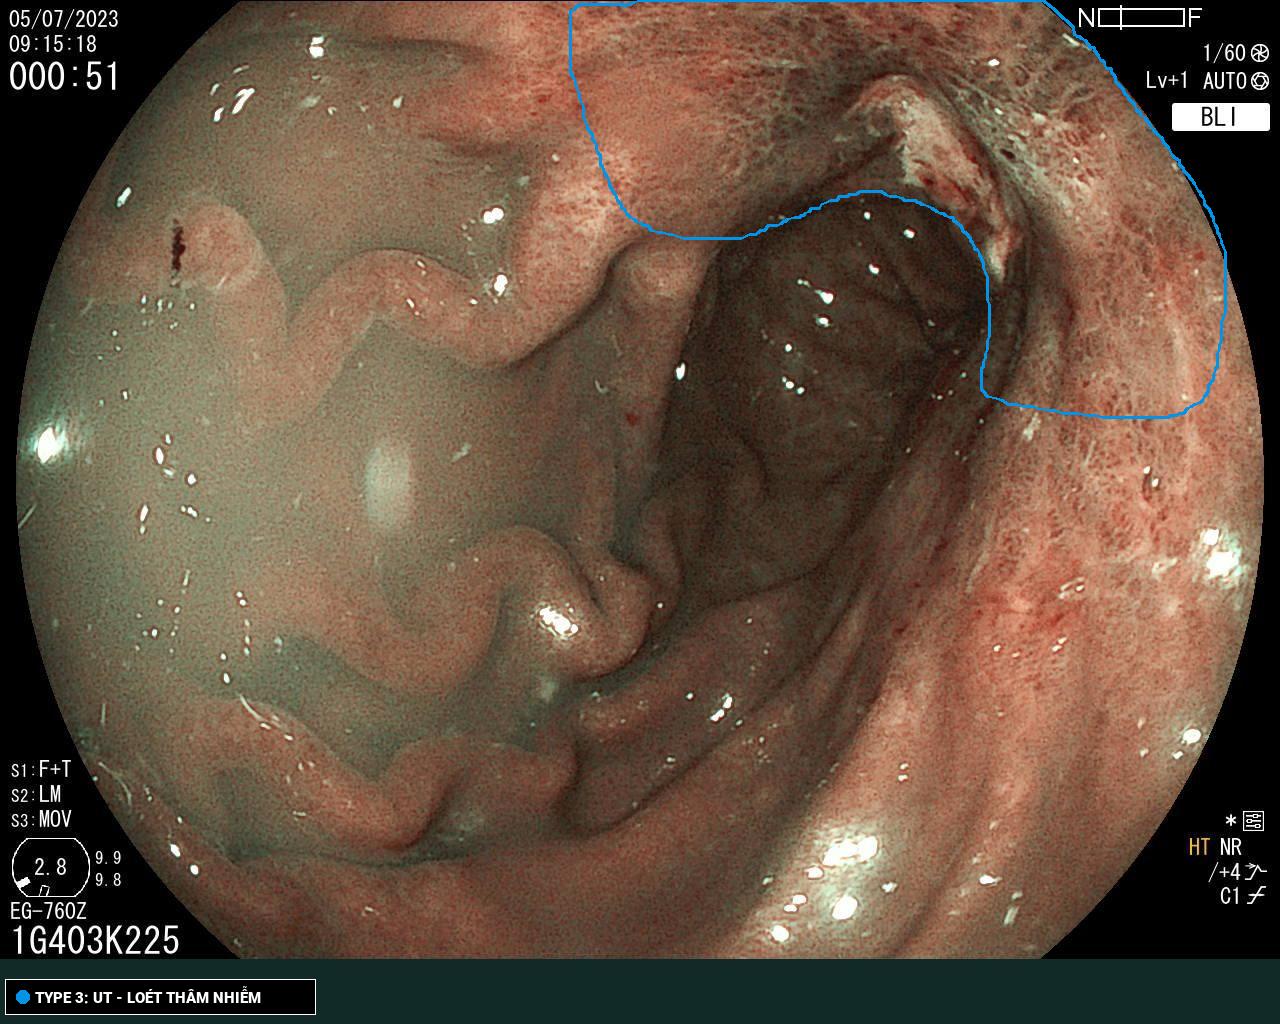 05/07/2023
09:15:18
000:51
N F
1/60
Lv+1 AUTO
BLI
S1:F+T
S2:LM
S3:MOV
2.8
9.9
9.8
EG-760Z
1G403K225
*
HT NR
/+4
C1
TYPE 3: UT - LOÉT THÂM NHIỄM